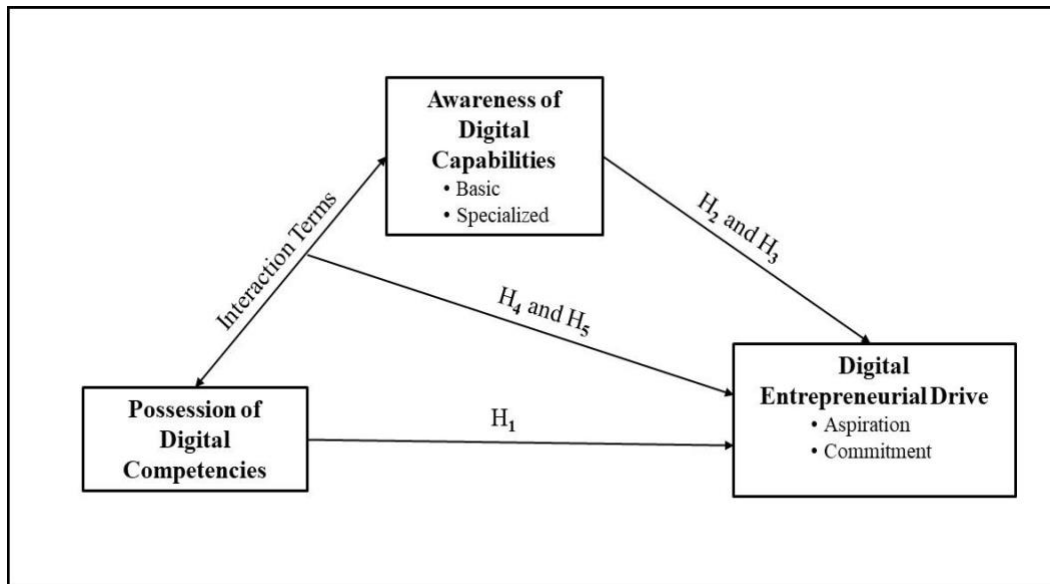 Awareness of
Digital
Capabilities
• Basic
• Specialized
Interaction Terms
H₂ and H₃
H₄ and H₅
Digital
Entrepreneurial Drive
• Aspiration
• Commitment
Possession of
Digital
Competencies
H₁